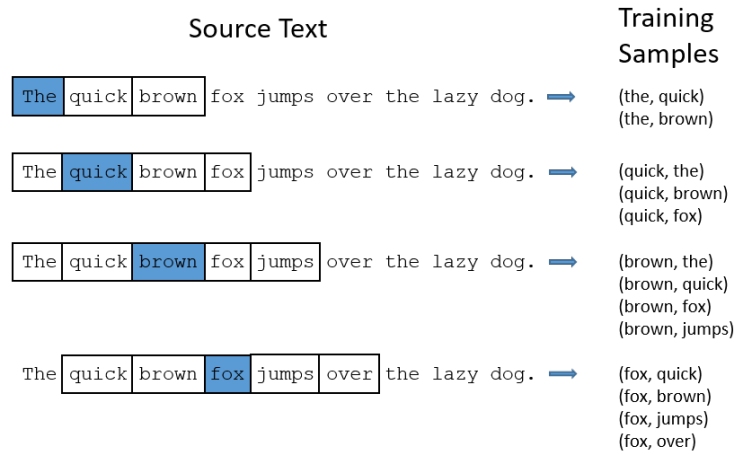 Source Text
Training
Samples
The quick brown fox jumps over the lazy dog.
(the, quick)
(the, brown)
The quick brown fox jumps over the lazy dog.
(quick, the)
(quick, brown)
(quick, fox)
The quick brown fox jumps over the lazy dog.
(brown, the)
(brown, quick)
(brown, fox)
(brown, jumps)
The quick brown fox jumps over the lazy dog.
(fox, quick)
(fox, brown)
(fox, jumps)
(fox, over)